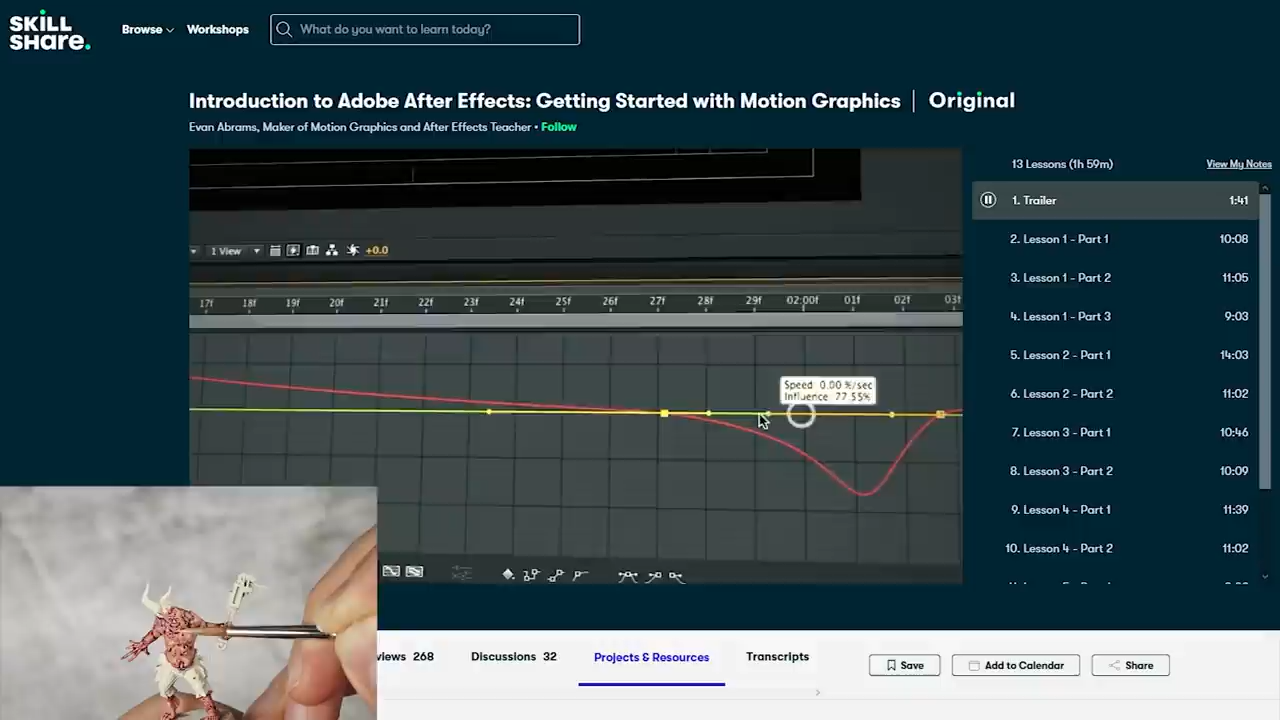 SKiLL
SHare.
Browse
Workshops
What do you want to learn today?
Introduction to Adobe After Effects: Getting Started with Motion Graphics | Original
Evan Abrams, Maker of Motion Graphics and After Effects Teacher • Follow
13 Lessons (1h 59m)
View My Notes
1. Trailer 1:41
2. Lesson 1 - Part 1 10:08
3. Lesson 1 - Part 2 11:05
4. Lesson 1 - Part 3 9:03
5. Lesson 2 - Part 1 14:03
6. Lesson 2 - Part 2 11:02
7. Lesson 3 - Part 1 10:46
8. Lesson 3 - Part 2 10:09
9. Lesson 4 - Part 1 11:39
10. Lesson 4 - Part 2 11:02
1 View +0.0
17f 18f 19f 20f 21f 22f 23f 24f 25f 26f 27f 28f 29f 02:00f 01f 02f 03f
Speed: 0.00 %/sec
Influence: 77.55%
views 268
Discussions 32
Projects & Resources
Transcripts
Save
Add to Calendar
Share